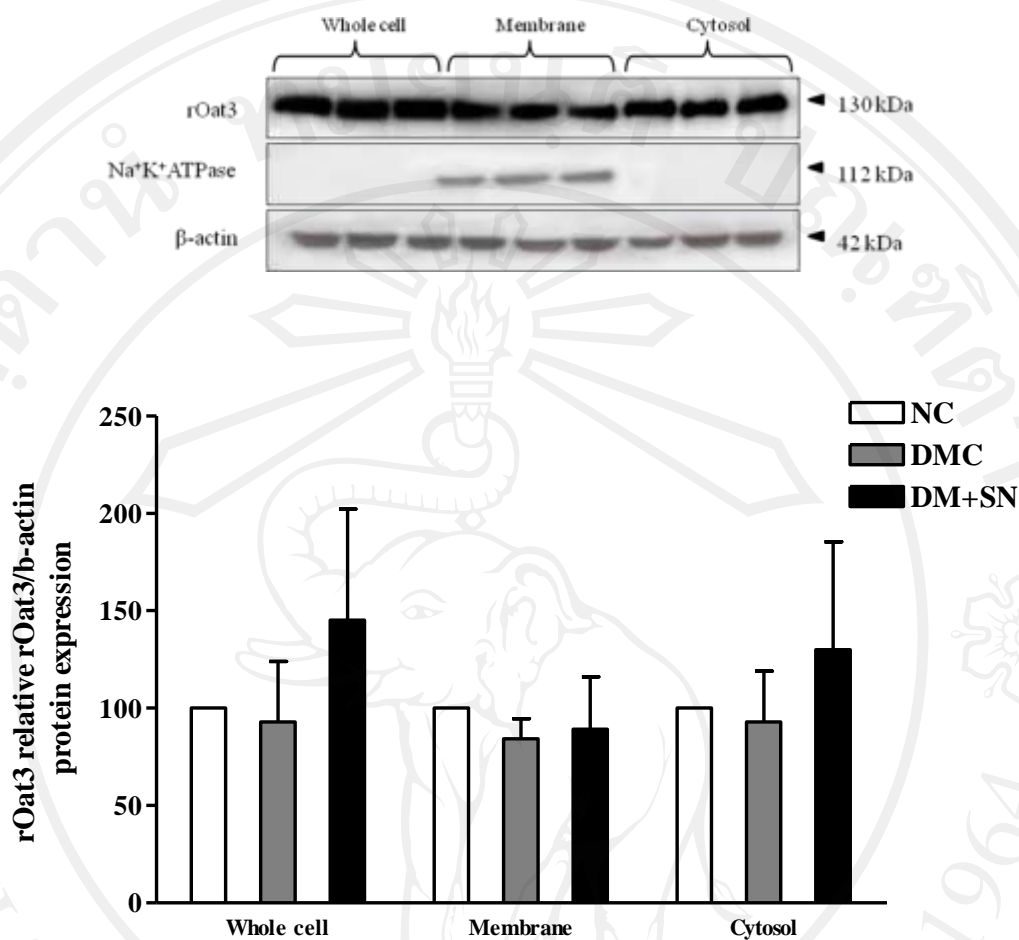 Whole cell Membrane Cytosol
rOat3 130 kDa
Na⁺K⁺ATPase 112 kDa
β-actin 42 kDa
250
200
150
100
50
0
rOat3 relative rOat3/b-actin
protein expression
NC
DMC
DM+SN
Whole cell Membrane Cytosol
1964